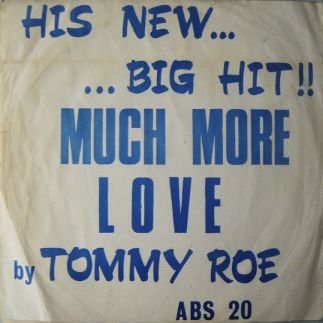 HIS NEW...
...BIG HIT!!
MUCH MORE
LOVE
by TOMMY ROE
ABS 20